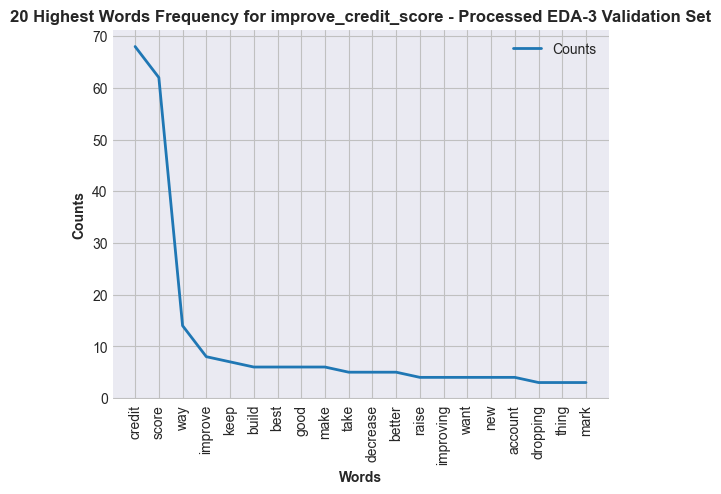 20 Highest Words Frequency for improve_credit_score - Processed EDA-3 Validation Set
Counts
70
60
50
40
30
20
10
0
Counts
credit
score
way
improve
keep
build
best
good
make
take
decrease
better
raise
improving
want
new
account
dropping
thing
mark
Words